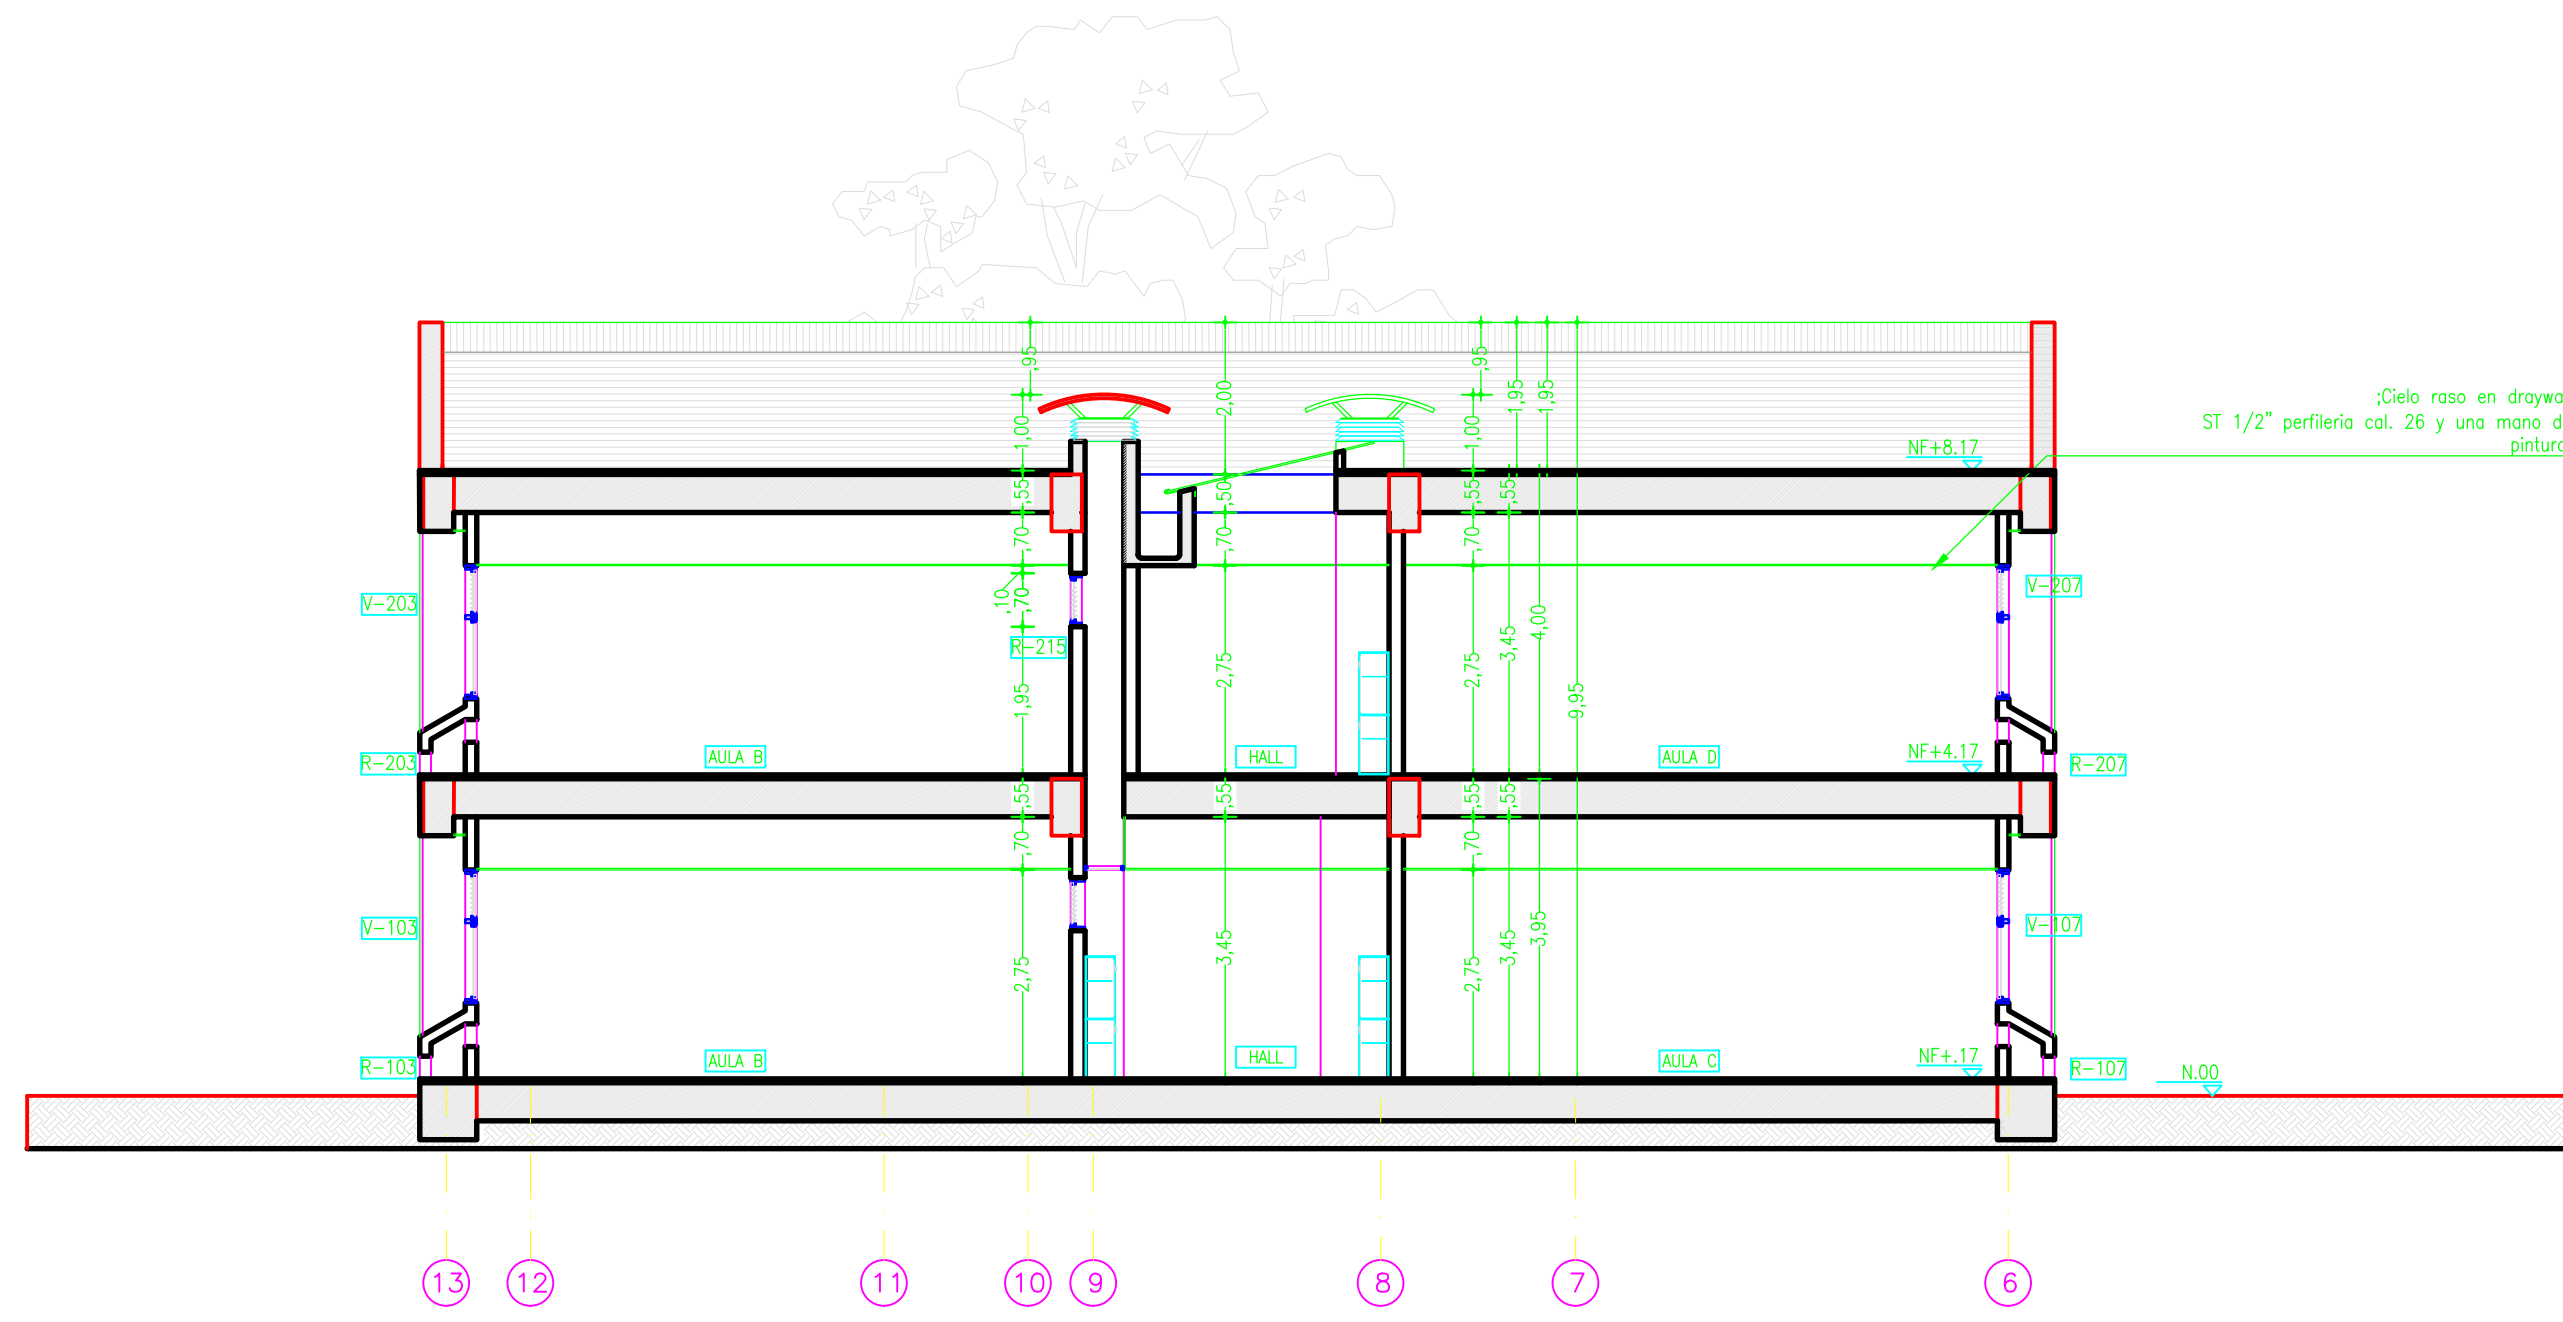 ,95
2,00
,95
1,95
1,95
;Cielo raso en draywa
ST 1/2" perfileria cal. 26 y una mano d
pintura
1,00
1,00
NF+8.17
,55
,50
,55
,55
,70
,70
,70
,10
,70
V-203
V-207
4,00
R-215
3,45
2,75
2,75
1,95
9,95
R-203
AULA B
HALL
AULA D
NF+4.17
R-207
,55
,55
,55
,55
,70
,70
V-103
V-107
3,45
3,45
3,95
2,75
2,75
R-103
AULA B
HALL
AULA C
NF+.17
R-107
N.00
13
12
11
10
9
8
7
6